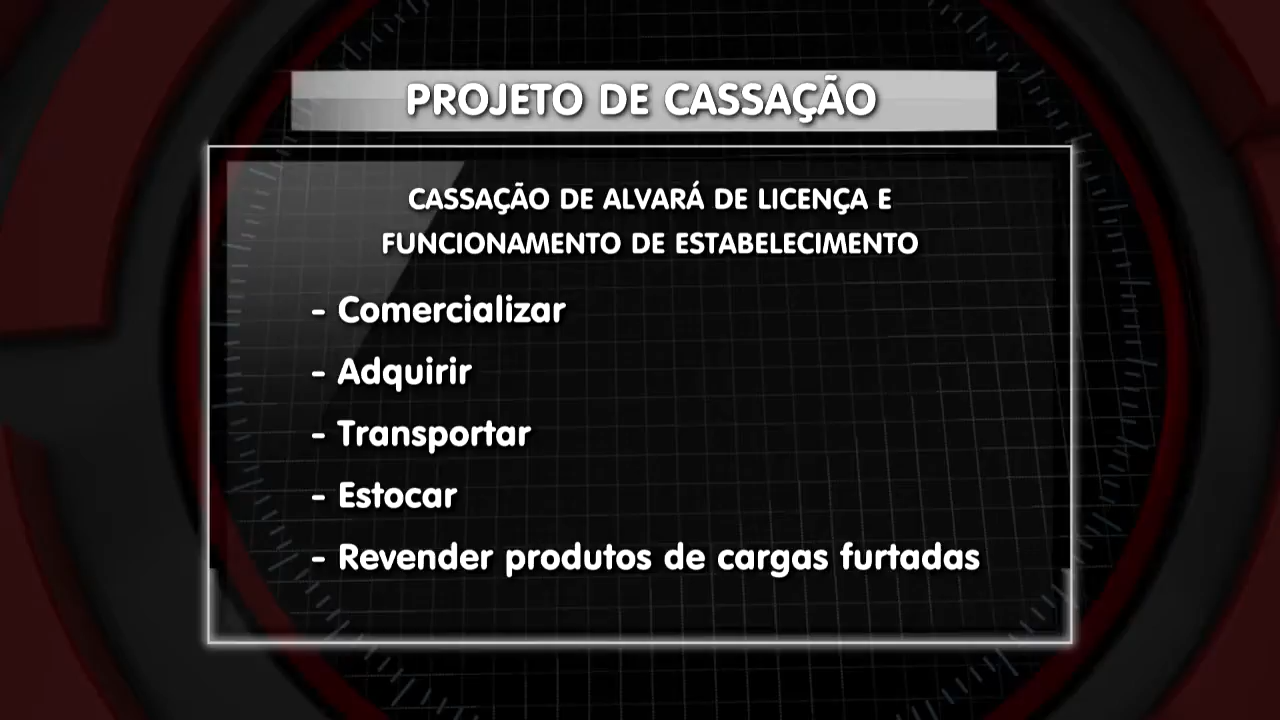 PROJETO DE CASSAÇÃO
CASSAÇÃO DE ALVARÁ DE LICENÇA E
FUNCIONAMENTO DE ESTABELECIMENTO
- Comercializar
- Adquirir
- Transportar
- Estocar
- Revender produtos de cargas furtadas